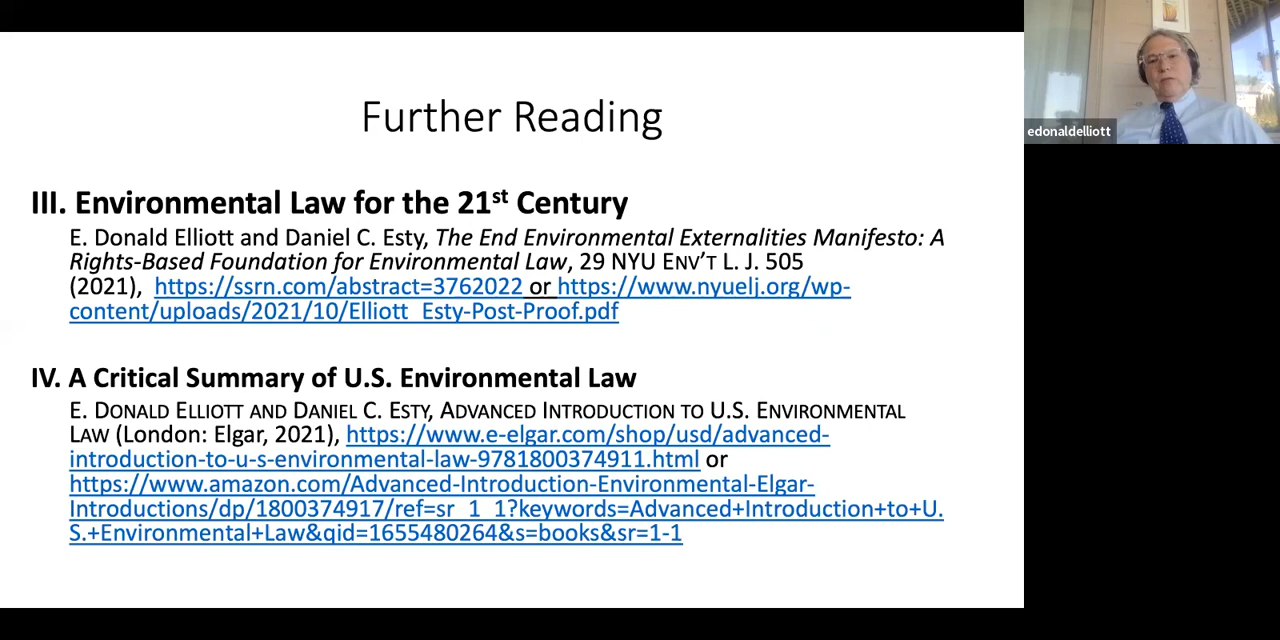 Further Reading
III. Environmental Law for the 21st Century
E. Donald Elliott and Daniel C. Esty, The End Environmental Externalities Manifesto: A
Rights-Based Foundation for Environmental Law, 29 NYU ENV'T L. J. 505
(2021), https://ssrn.com/abstract=3762022 or https://www.nyuelj.org/wp-
content/uploads/2021/10/Elliott_Esty-Post-Proof.pdf
IV. A Critical Summary of U.S. Environmental Law
E. DONALD ELLIOTT AND DANIEL C. ESTY, ADVANCED INTRODUCTION TO U.S. ENVIRONMENTAL
LAW (London: Elgar, 2021), https://www.e-elgar.com/shop/usd/advanced-
introduction-to-u-s-environmental-law-9781800374911.html or
https://www.amazon.com/Advanced-Introduction-Environmental-Elgar-
Introductions/dp/1800374917/ref=sr_1_1?keywords=Advanced+Introduction+to+U.
S.+Environmental+Law&qid=1655480264&s=books&sr=1-1
edonaldelliott